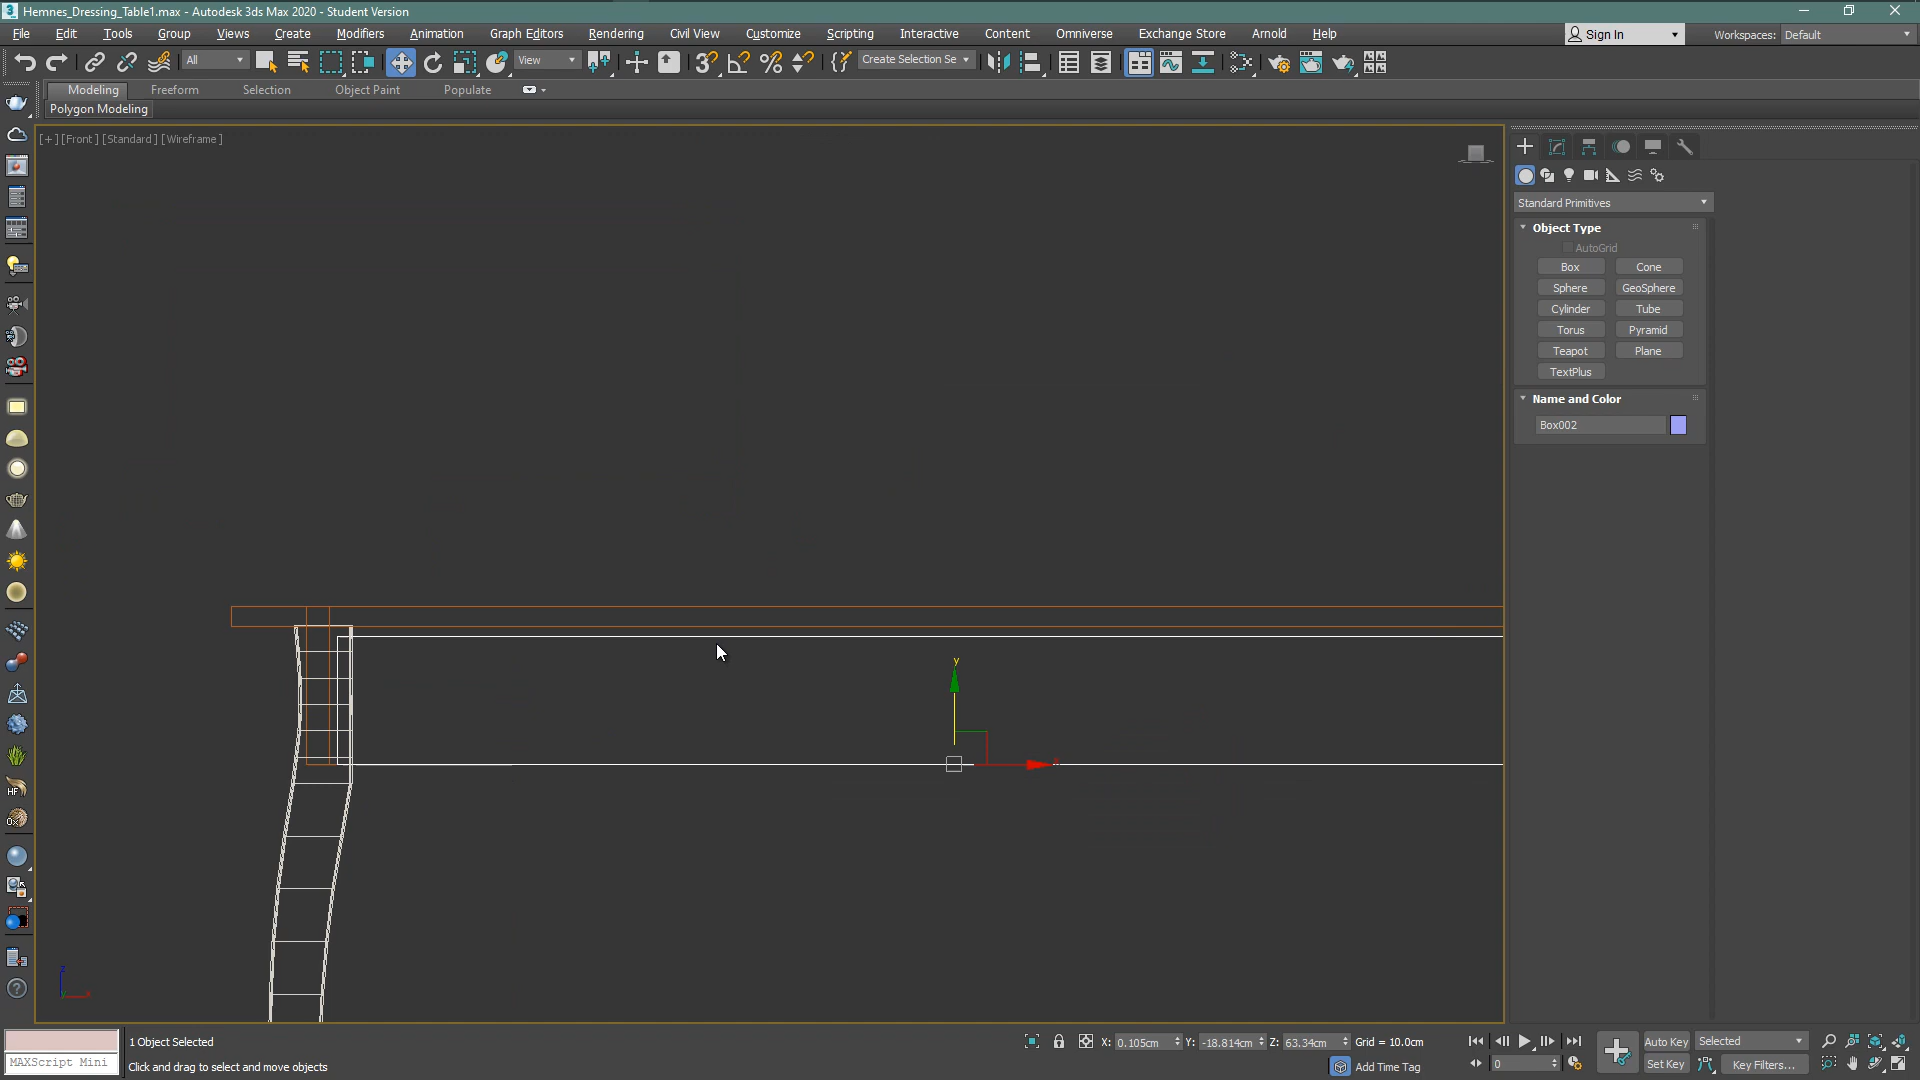 Hemnes_Dressing_Table1.max - Autodesk 3ds Max 2020 - Student Version
File Edit Tools Group Views Create Modifiers Animation Graph Editors Rendering Civil View Customize Scripting Interactive Content Omniverse Exchange Store Arnold Help Sign In Workspaces: Default
All View Create Selection Se
Modeling Freeform Selection Object Paint Populate
Polygon Modeling
[+] [Front] [Standard] [Wireframe]
Standard Primitives
Object Type
AutoGrid
Box Cone
Sphere GeoSphere
Cylinder Tube
Torus Pyramid
Teapot Plane
TextPlus
Name and Color
Box002
y
x
z
1 Object Selected X: 0.105cm Y: -18.814cm Z: 63.34cm Grid = 10.0cm Auto Key Selected
MAXScript Mini Click and drag to select and move objects Add Time Tag 0 Set Key Key Filters...